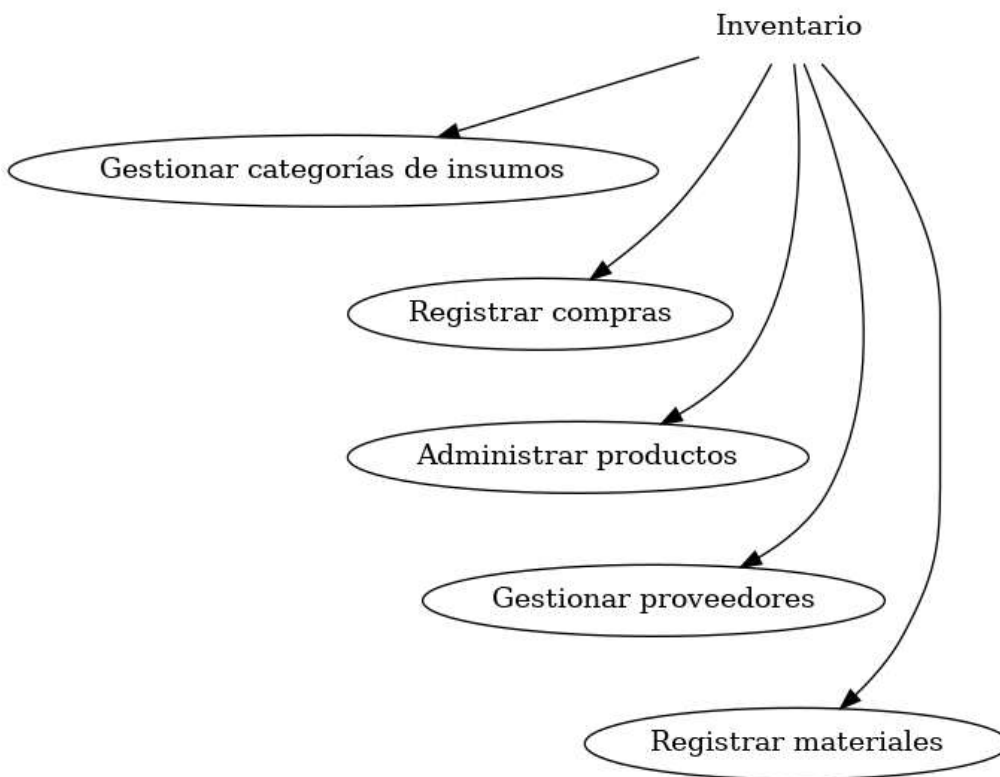 Inventario
Gestionar categorías de insumos
Registrar compras
Administrar productos
Gestionar proveedores
Registrar materiales